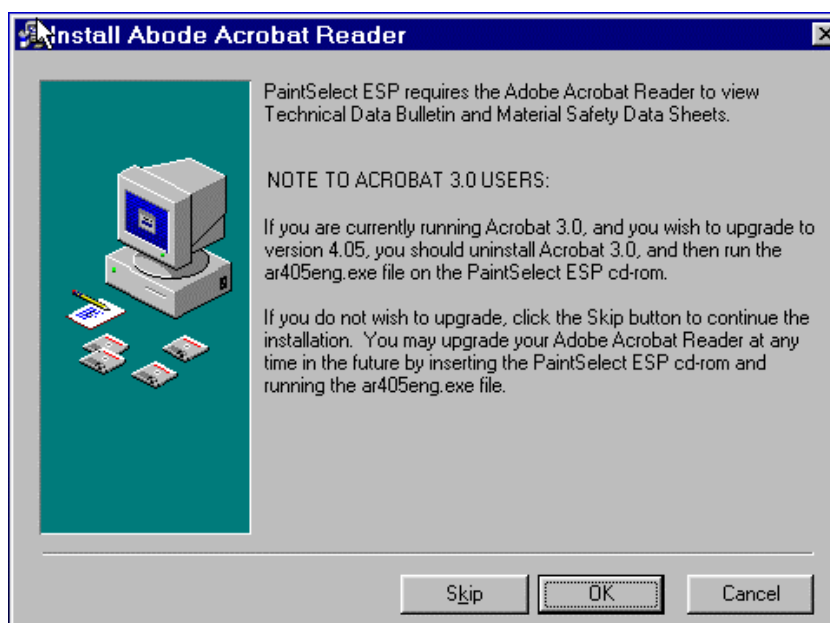 Install Abode Acrobat Reader
PaintSelect ESP requires the Adobe Acrobat Reader to view
Technical Data Bulletin and Material Safety Data Sheets.
NOTE TO ACROBAT 3.0 USERS:
If you are currently running Acrobat 3.0, and you wish to upgrade to
version 4.05, you should uninstall Acrobat 3.0, and then run the
ar405eng.exe file on the PaintSelect ESP cd-rom.
If you do not wish to upgrade, click the Skip button to continue the
installation.  You may upgrade your Adobe Acrobat Reader at any
time in the future by inserting the PaintSelect ESP cd-rom and
running the ar405eng.exe file.
Skip OK Cancel